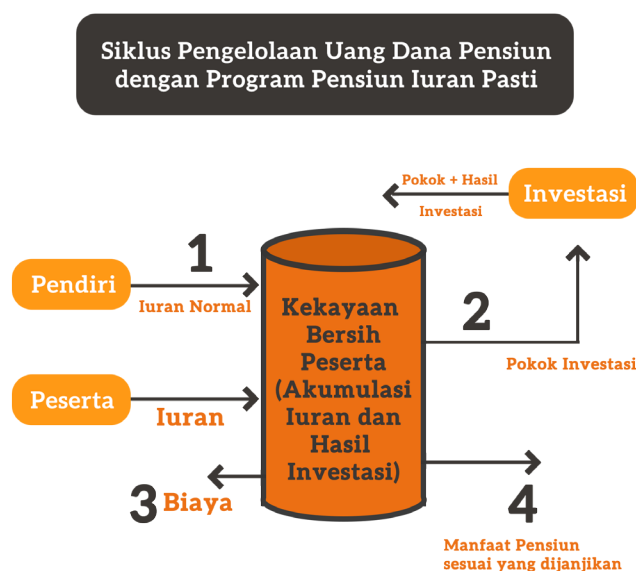 Siklus Pengelolaan Uang Dana Pensiun
dengan Program Pensiun Iuran Pasti
Pokok + Hasil
Investasi
Investasi
1
Pendiri
Iuran Normal
Kekayaan
Bersih
Peserta
(Akumulasi
Iuran dan
Hasil
Investasi)
2
Pokok Investasi
Peserta
Iuran
3 Biaya
4
Manfaat Pensiun
sesuai yang dijanjikan